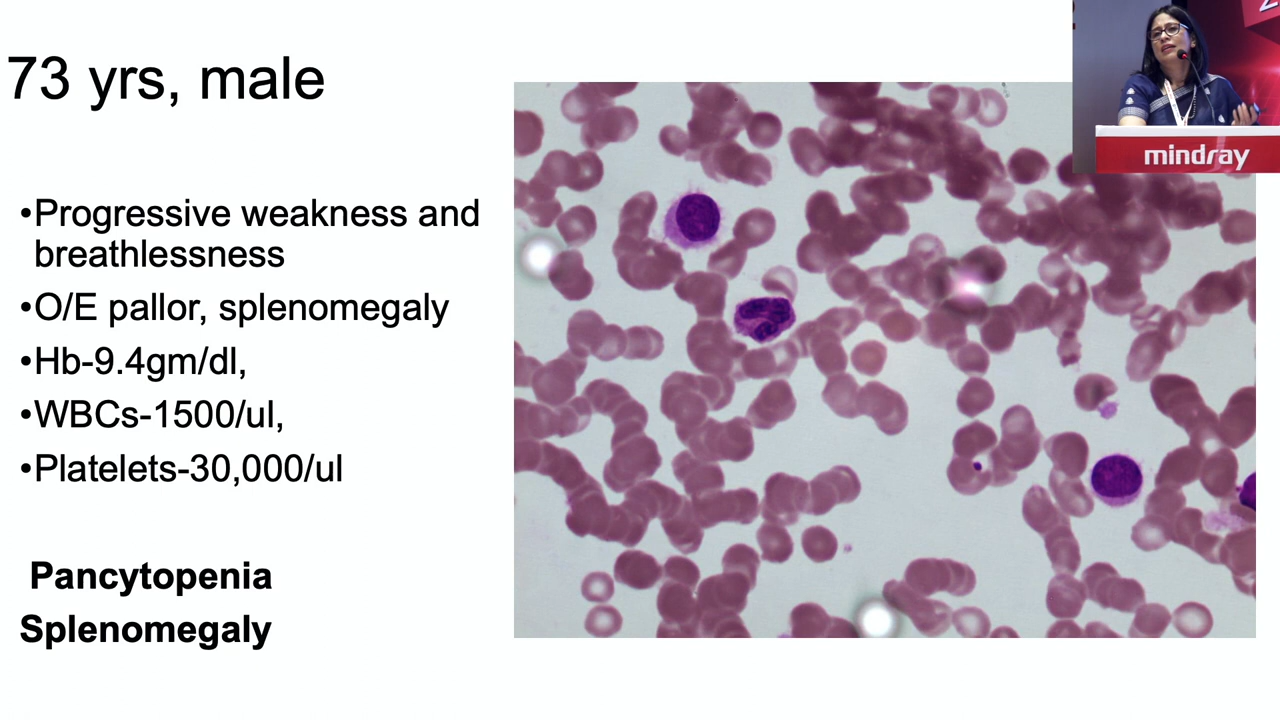 73 yrs, male
•Progressive weakness and
breathlessness
•O/E pallor, splenomegaly
•Hb-9.4gm/dl,
•WBCs-1500/ul,
•Platelets-30,000/ul
Pancytopenia
Splenomegaly
mindray